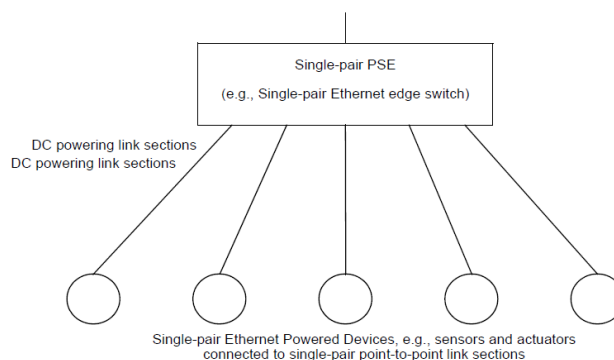 Single-pair PSE
(e.g., Single-pair Ethernet edge switch)
DC powering link sections
DC powering link sections
Single-pair Ethernet Powered Devices, e.g., sensors and actuators
connected to single-pair point-to-point link sections